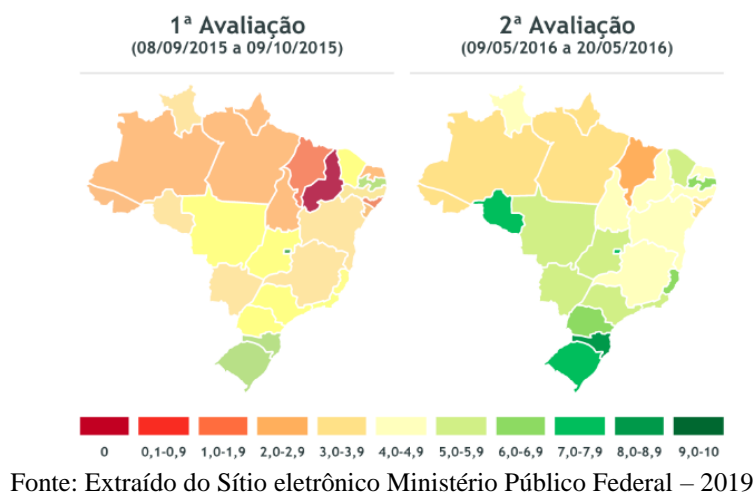 1ª Avaliação
(08/09/2015 a 09/10/2015)
2ª Avaliação
(09/05/2016 a 20/05/2016)
0 0,1-0,9 1,0-1,9 2,0-2,9 3,0-3,9 4,0-4,9 5,0-5,9 6,0-6,9 7,0-7,9 8,0-8,9 9,0-10
Fonte: Extraído do Sítio eletrônico Ministério Público Federal – 2019